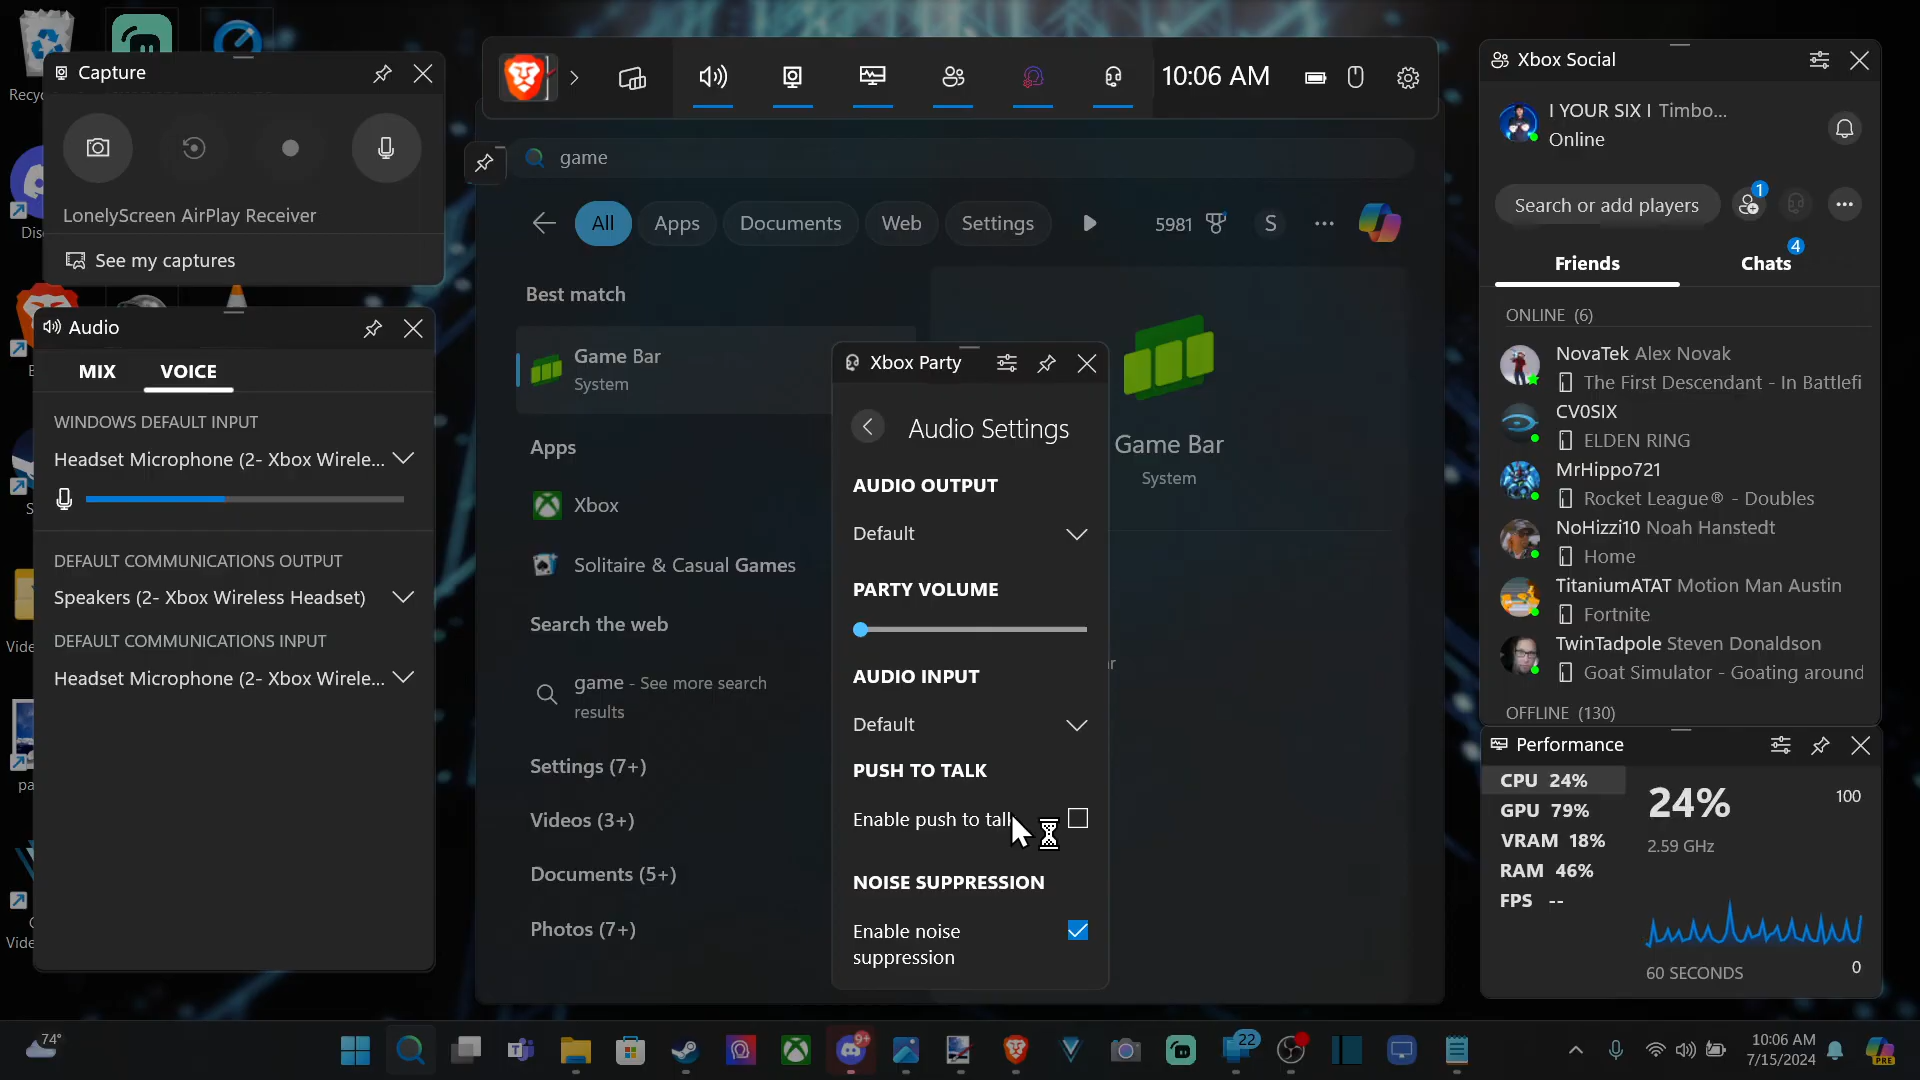 Recyc
Capture
LonelyScreen AirPlay Receiver
See my captures
Dis
Audio
MIX
VOICE
WINDOWS DEFAULT INPUT
Headset Microphone (2- Xbox Wirele...
DEFAULT COMMUNICATIONS OUTPUT
Speakers (2- Xbox Wireless Headset)
DEFAULT COMMUNICATIONS INPUT
Headset Microphone (2- Xbox Wirele...
Vide
pa
Vide
10:06 AM
game
All
Apps
Documents
Web
Settings
5981
S
...
Best match
Game Bar
System
Apps
Xbox
Solitaire & Casual Games
Search the web
game - See more search
results
Settings (7+)
Videos (3+)
Documents (5+)
Photos (7+)
Game Bar
System
Xbox Party
Audio Settings
AUDIO OUTPUT
Default
PARTY VOLUME
AUDIO INPUT
Default
PUSH TO TALK
Enable push to talk
NOISE SUPPRESSION
Enable noise
suppression
Xbox Social
I YOUR SIX I Timbo...
Online
Search or add players
1
...
Friends
Chats
4
ONLINE (6)
NovaTek Alex Novak
The First Descendant - In Battlefi
CV0SIX
ELDEN RING
MrHippo721
Rocket League® - Doubles
NoHizzi10 Noah Hanstedt
Home
TitaniumATAT Motion Man Austin
Fortnite
TwinTadpole Steven Donaldson
Goat Simulator - Goating around
OFFLINE (130)
Performance
CPU 24%
GPU 79%
VRAM 18%
RAM 46%
FPS --
24%
2.59 GHz
100
60 SECONDS
0
74°
9+
22
10:06 AM
7/15/2024
PRE